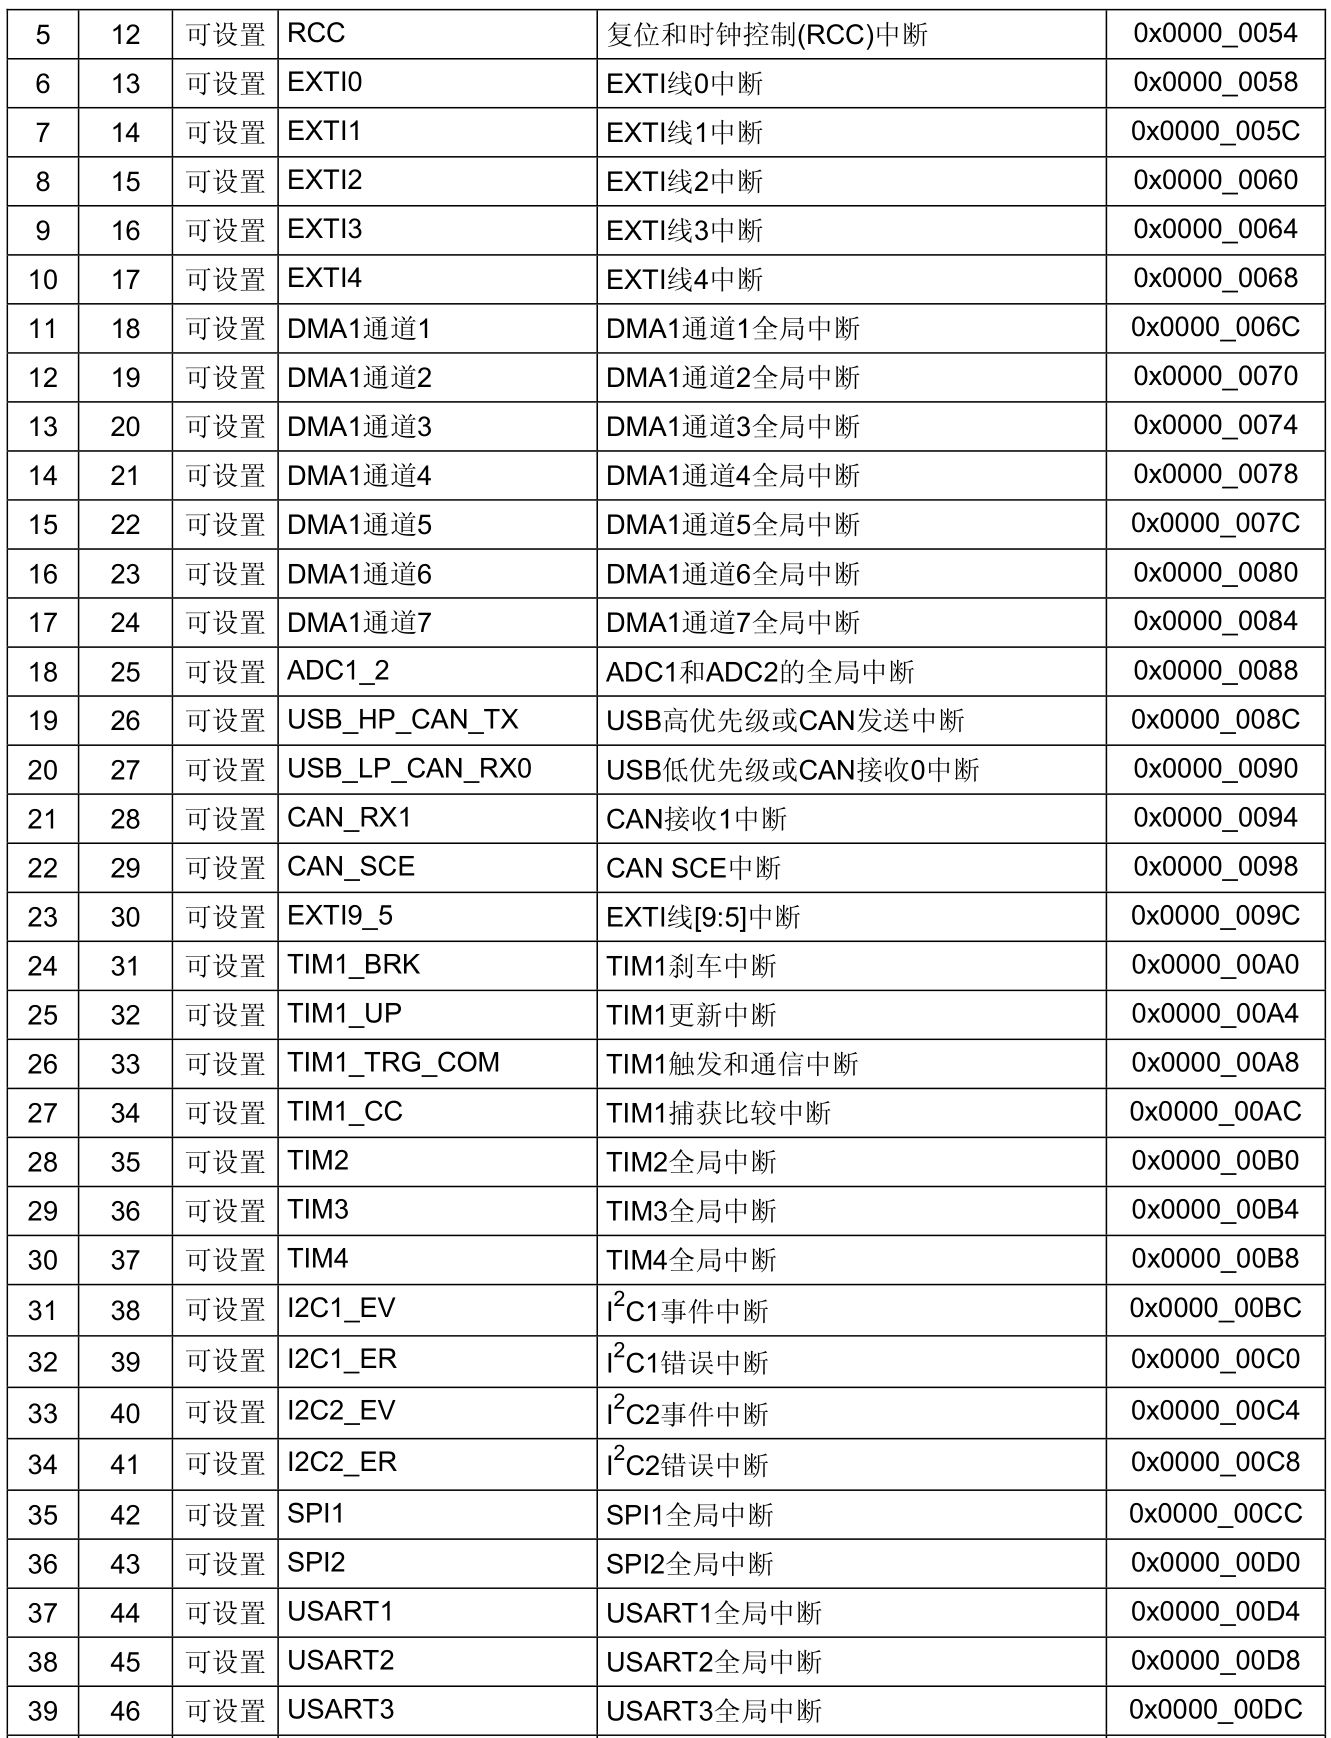 5 12 可设置 RCC 复位和时钟控制(RCC)中断 0x0000_0054
6 13 可设置 EXTI0 EXTI线0中断 0x0000_0058
7 14 可设置 EXTI1 EXTI线1中断 0x0000_005C
8 15 可设置 EXTI2 EXTI线2中断 0x0000_0060
9 16 可设置 EXTI3 EXTI线3中断 0x0000_0064
10 17 可设置 EXTI4 EXTI线4中断 0x0000_0068
11 18 可设置 DMA1通道1 DMA1通道1全局中断 0x0000_006C
12 19 可设置 DMA1通道2 DMA1通道2全局中断 0x0000_0070
13 20 可设置 DMA1通道3 DMA1通道3全局中断 0x0000_0074
14 21 可设置 DMA1通道4 DMA1通道4全局中断 0x0000_0078
15 22 可设置 DMA1通道5 DMA1通道5全局中断 0x0000_007C
16 23 可设置 DMA1通道6 DMA1通道6全局中断 0x0000_0080
17 24 可设置 DMA1通道7 DMA1通道7全局中断 0x0000_0084
18 25 可设置 ADC1_2 ADC1和ADC2的全局中断 0x0000_0088
19 26 可设置 USB_HP_CAN_TX USB高优先级或CAN发送中断 0x0000_008C
20 27 可设置 USB_LP_CAN_RX0 USB低优先级或CAN接收0中断 0x0000_0090
21 28 可设置 CAN_RX1 CAN接收1中断 0x0000_0094
22 29 可设置 CAN_SCE CAN SCE中断 0x0000_0098
23 30 可设置 EXTI9_5 EXTI线[9:5]中断 0x0000_009C
24 31 可设置 TIM1_BRK TIM1刹车中断 0x0000_00A0
25 32 可设置 TIM1_UP TIM1更新中断 0x0000_00A4
26 33 可设置 TIM1_TRG_COM TIM1触发和通信中断 0x0000_00A8
27 34 可设置 TIM1_CC TIM1捕获比较中断 0x0000_00AC
28 35 可设置 TIM2 TIM2全局中断 0x0000_00B0
29 36 可设置 TIM3 TIM3全局中断 0x0000_00B4
30 37 可设置 TIM4 TIM4全局中断 0x0000_00B8
31 38 可设置 I2C1_EV I²C1事件中断 0x0000_00BC
32 39 可设置 I2C1_ER I²C1错误中断 0x0000_00C0
33 40 可设置 I2C2_EV I²C2事件中断 0x0000_00C4
34 41 可设置 I2C2_ER I²C2错误中断 0x0000_00C8
35 42 可设置 SPI1 SPI1全局中断 0x0000_00CC
36 43 可设置 SPI2 SPI2全局中断 0x0000_00D0
37 44 可设置 USART1 USART1全局中断 0x0000_00D4
38 45 可设置 USART2 USART2全局中断 0x0000_00D8
39 46 可设置 USART3 USART3全局中断 0x0000_00DC